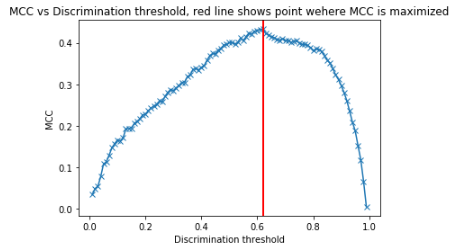 MCC vs Discrimination threshold, red line shows point wehere MCC is maximized
0.4
0.3
0.2
0.1
0.0
MCC
0.0 0.2 0.4 0.6 0.8 1.0
Discrimination threshold